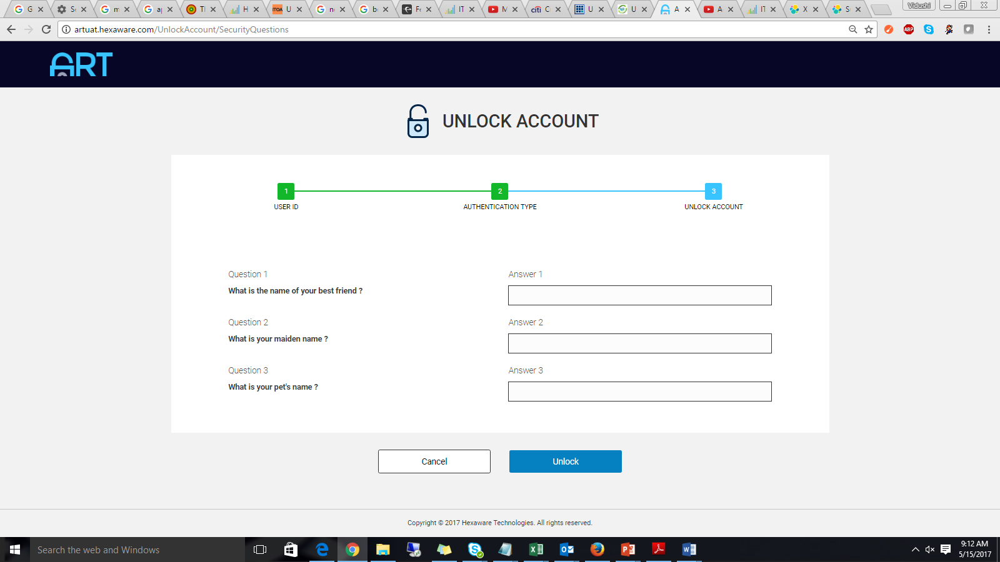 Vidushi
artuat.hexaware.com/UnlockAccount/SecurityQuestions
ABP
ART
UNLOCK ACCOUNT
1 2 3
USER ID AUTHENTICATION TYPE UNLOCK ACCOUNT
Question 1 Answer 1
What is the name of your best friend ?
Question 2 Answer 2
What is your maiden name ?
Question 3 Answer 3
What is your pet's name ?
Cancel Unlock
Copyright © 2017 Hexaware Technologies. All rights reserved.
Search the web and Windows
9:12 AM
5/15/2017